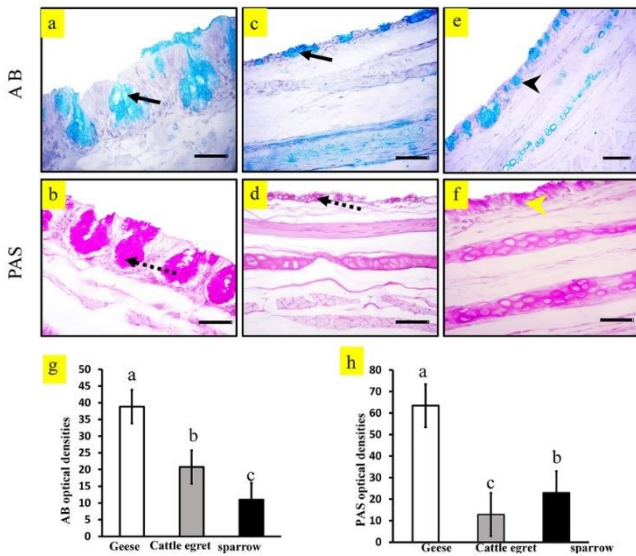 a
c
e
AB
b
d
f
PAS
g
AB optical densities
50
45
40
35
30
25
20
15
10
5
0
a
b
c
Geese Cattle egret sparrow
h
PAS optical densities
80
70
60
50
40
30
20
10
0
a
c
b
Geese Cattle egret sparrow